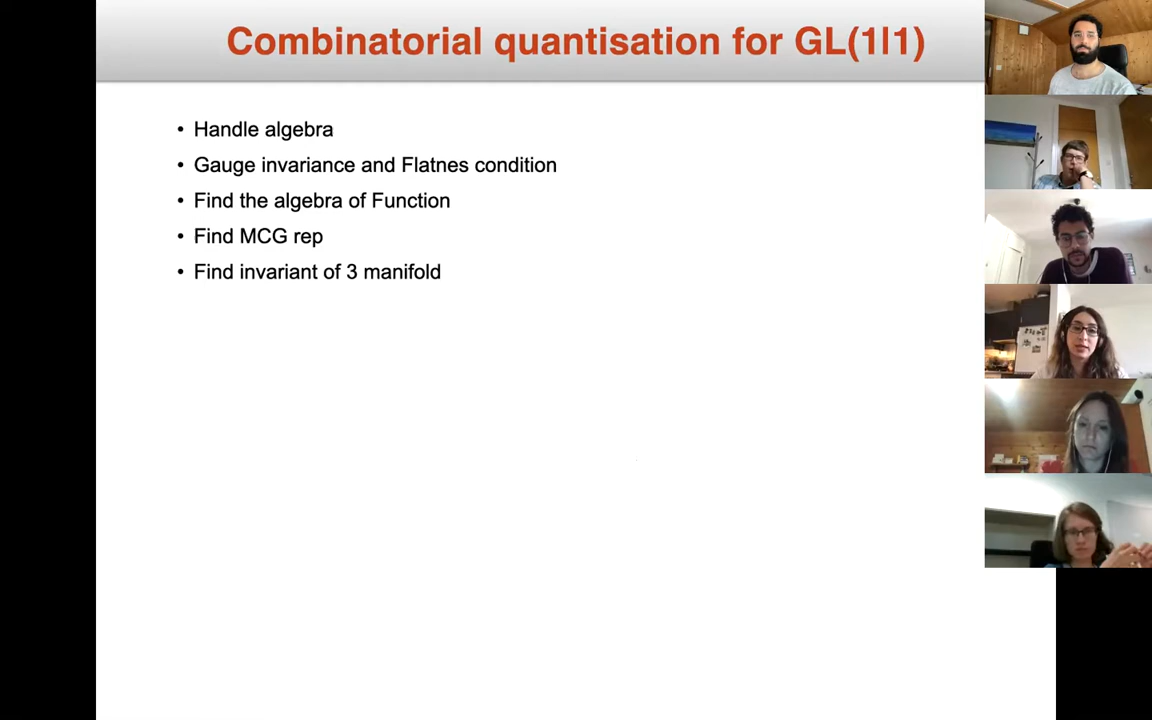 Combinatorial quantisation for GL(1|1)
• Handle algebra
• Gauge invariance and Flatnes condition
• Find the algebra of Function
• Find MCG rep
• Find invariant of 3 manifold